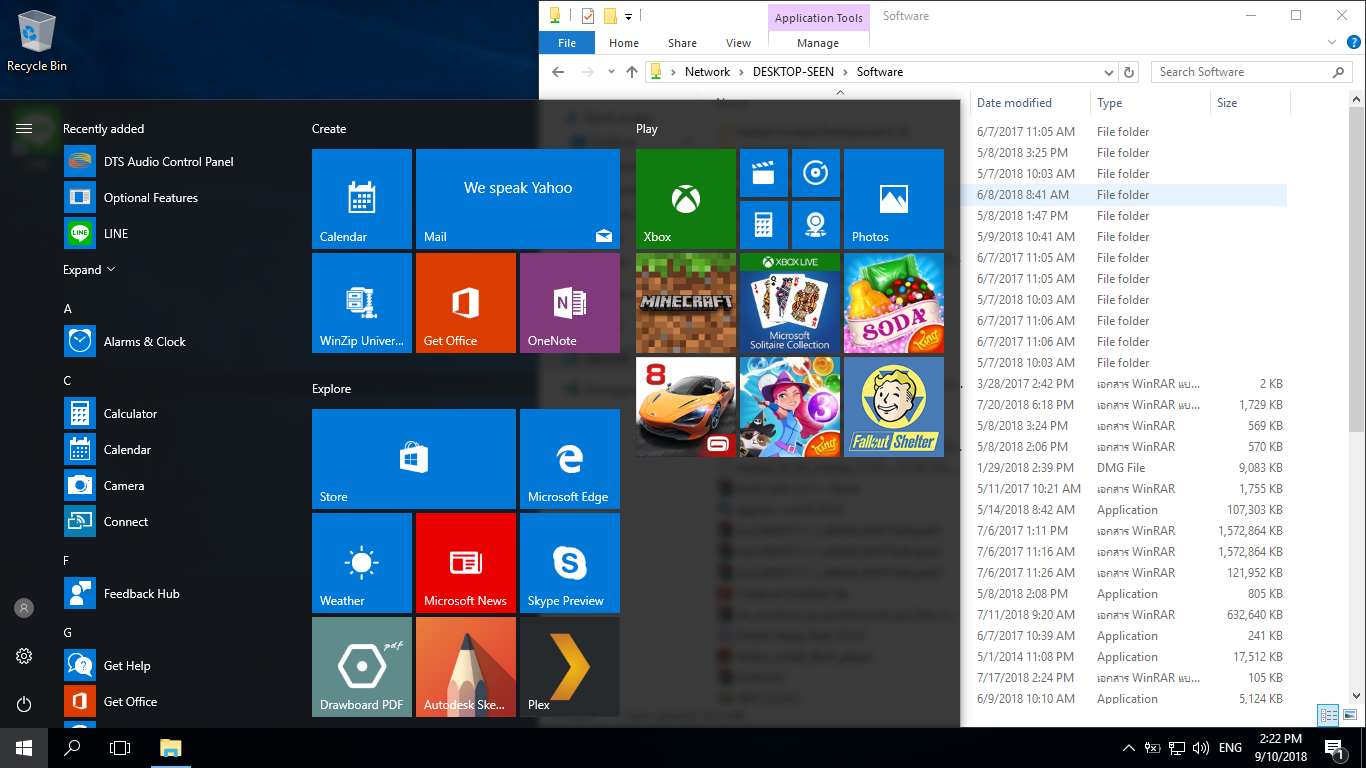 Recycle Bin
Application Tools
Software
File
Home
Share
View
Manage
Network
DESKTOP-SEEN
Software
Search Software
Date modified
Type
Size
6/7/2017 11:05 AM File folder
5/8/2018 3:25 PM File folder
5/7/2018 10:03 AM File folder
6/8/2018 8:41 AM File folder
5/8/2018 1:47 PM File folder
5/9/2018 10:41 AM File folder
6/7/2017 11:05 AM File folder
6/7/2017 11:05 AM File folder
5/7/2018 10:03 AM File folder
6/7/2017 11:06 AM File folder
6/7/2017 11:06 AM File folder
5/7/2018 10:03 AM File folder
3/28/2017 2:42 PM เอกสาร WinRAR แบ... 2 KB
7/20/2018 6:18 PM เอกสาร WinRAR แบ... 1,729 KB
5/8/2018 3:24 PM เอกสาร WinRAR 569 KB
5/8/2018 2:06 PM เอกสาร WinRAR 570 KB
1/29/2018 2:39 PM DMG File 9,083 KB
5/11/2017 10:21 AM เอกสาร WinRAR 1,755 KB
5/14/2018 8:42 AM Application 107,303 KB
7/6/2017 1:11 PM เอกสาร WinRAR 1,572,864 KB
7/6/2017 11:16 AM เอกสาร WinRAR 1,572,864 KB
7/6/2017 11:26 AM เอกสาร WinRAR 121,952 KB
5/8/2018 2:08 PM Application 805 KB
7/11/2018 9:20 AM เอกสาร WinRAR 632,640 KB
6/7/2017 10:39 AM Application 241 KB
5/1/2014 11:08 PM Application 17,512 KB
7/17/2018 2:24 PM เอกสาร WinRAR แบ... 105 KB
6/9/2018 10:10 AM Application 5,124 KB
Recently added
DTS Audio Control Panel
Optional Features
LINE
Expand
A
Alarms & Clock
C
Calculator
Calendar
Camera
Connect
F
Feedback Hub
G
Get Help
Get Office
Create
Calendar
We speak Yahoo
Mail
WinZip Univer...
Get Office
OneNote
Explore
Store
Microsoft Edge
Weather
Microsoft News
Skype Preview
pdf
Drawboard PDF
Autodesk Ske...
Plex
Play
Xbox
Photos
MINECRAFT
XBOX LIVE
Microsoft
Solitaire Collection
SODA
King
8
3
King
Fallout Shelter
ENG
2:22 PM
9/10/2018
1